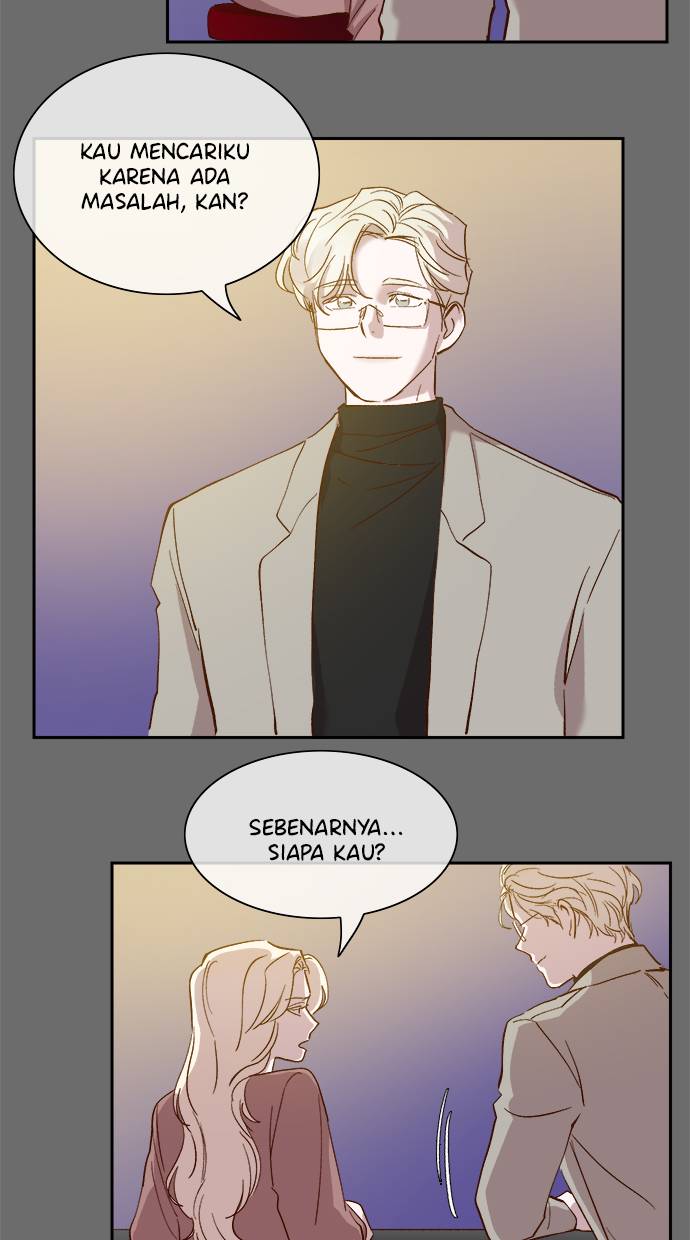 KAU MENCARIKU
KARENA ADA
MASALAH, KAN?
SEBENARNYA...
SIAPA KAU?